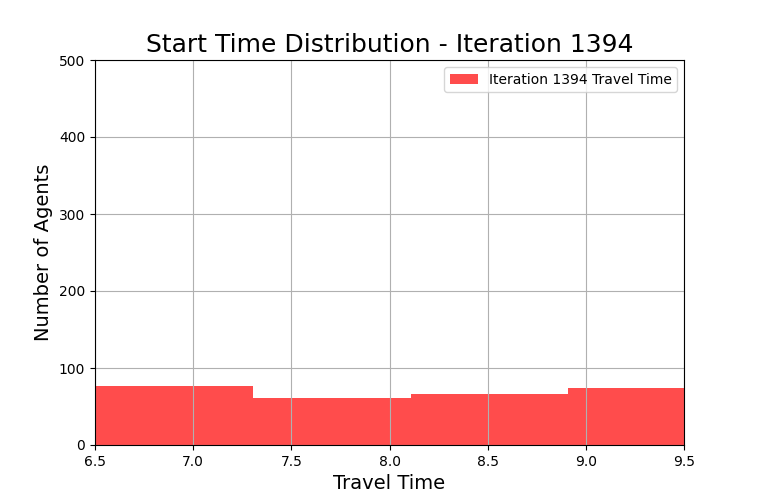 Start Time Distribution - Iteration 1394
500
Iteration 1394 Travel Time
400
300
200
100
0
Number of Agents
6.5 7.0 7.5 8.0 8.5 9.0 9.5
Travel Time